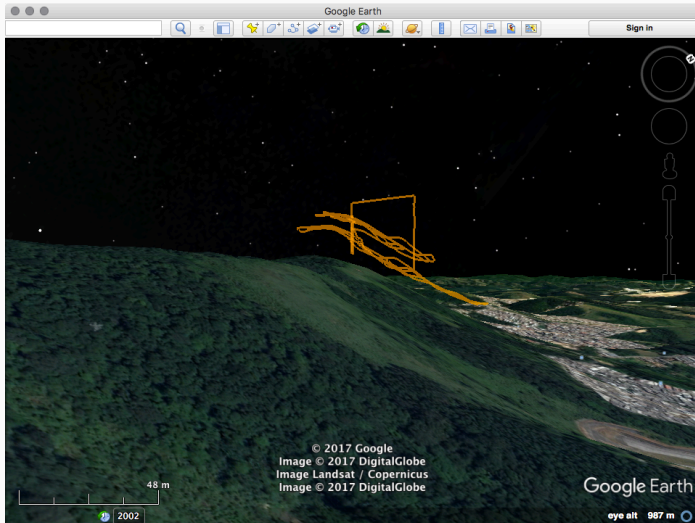 Google Earth
Sign in
N
© 2017 Google
Image © 2017 DigitalGlobe
Image Landsat / Copernicus
Image © 2017 DigitalGlobe
48 m
Google Earth
2002
eye alt 987 m